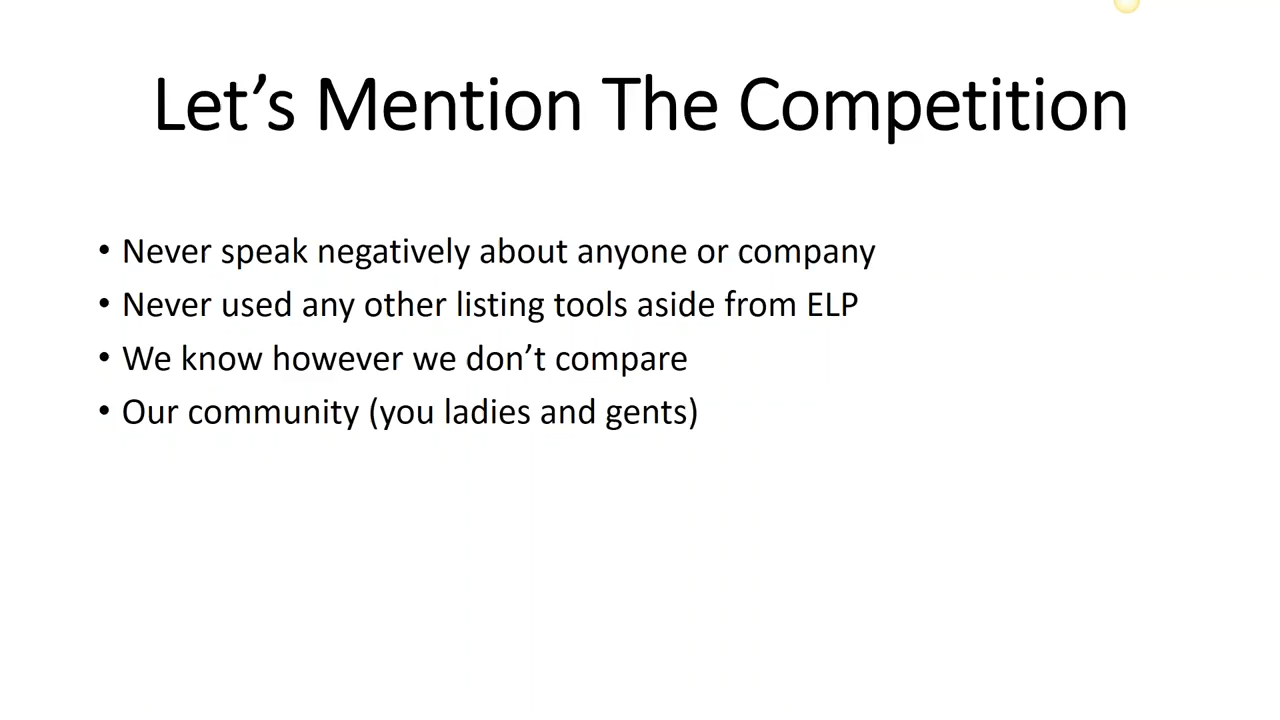 Let’s Mention The Competition
• Never speak negatively about anyone or company
• Never used any other listing tools aside from ELP
• We know however we don’t compare
• Our community (you ladies and gents)